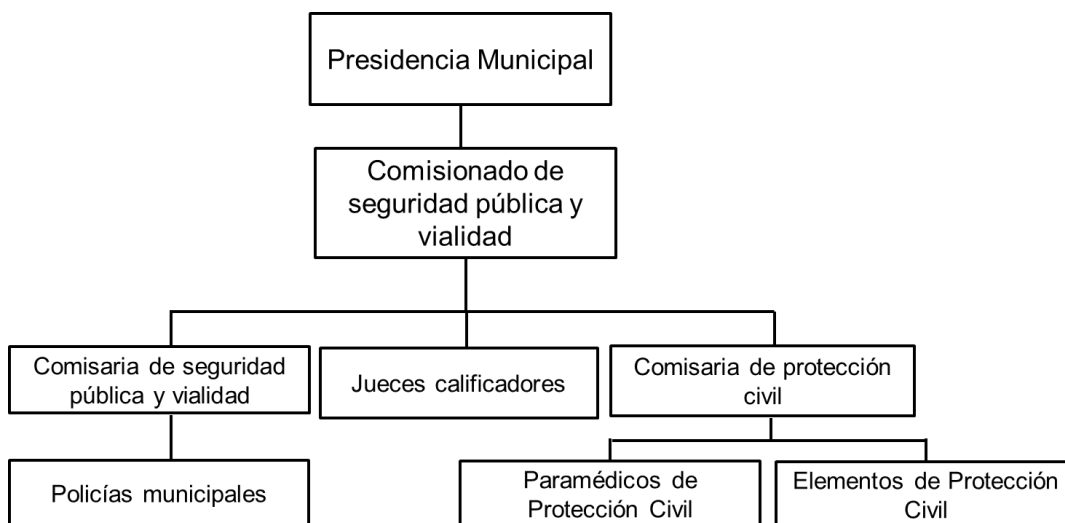 Presidencia Municipal
Comisionado de
seguridad pública y
vialidad
Comisaria de seguridad
pública y vialidad
Jueces calificadores
Comisaria de protección
civil
Policías municipales
Paramédicos de
Protección Civil
Elementos de Protección
Civil